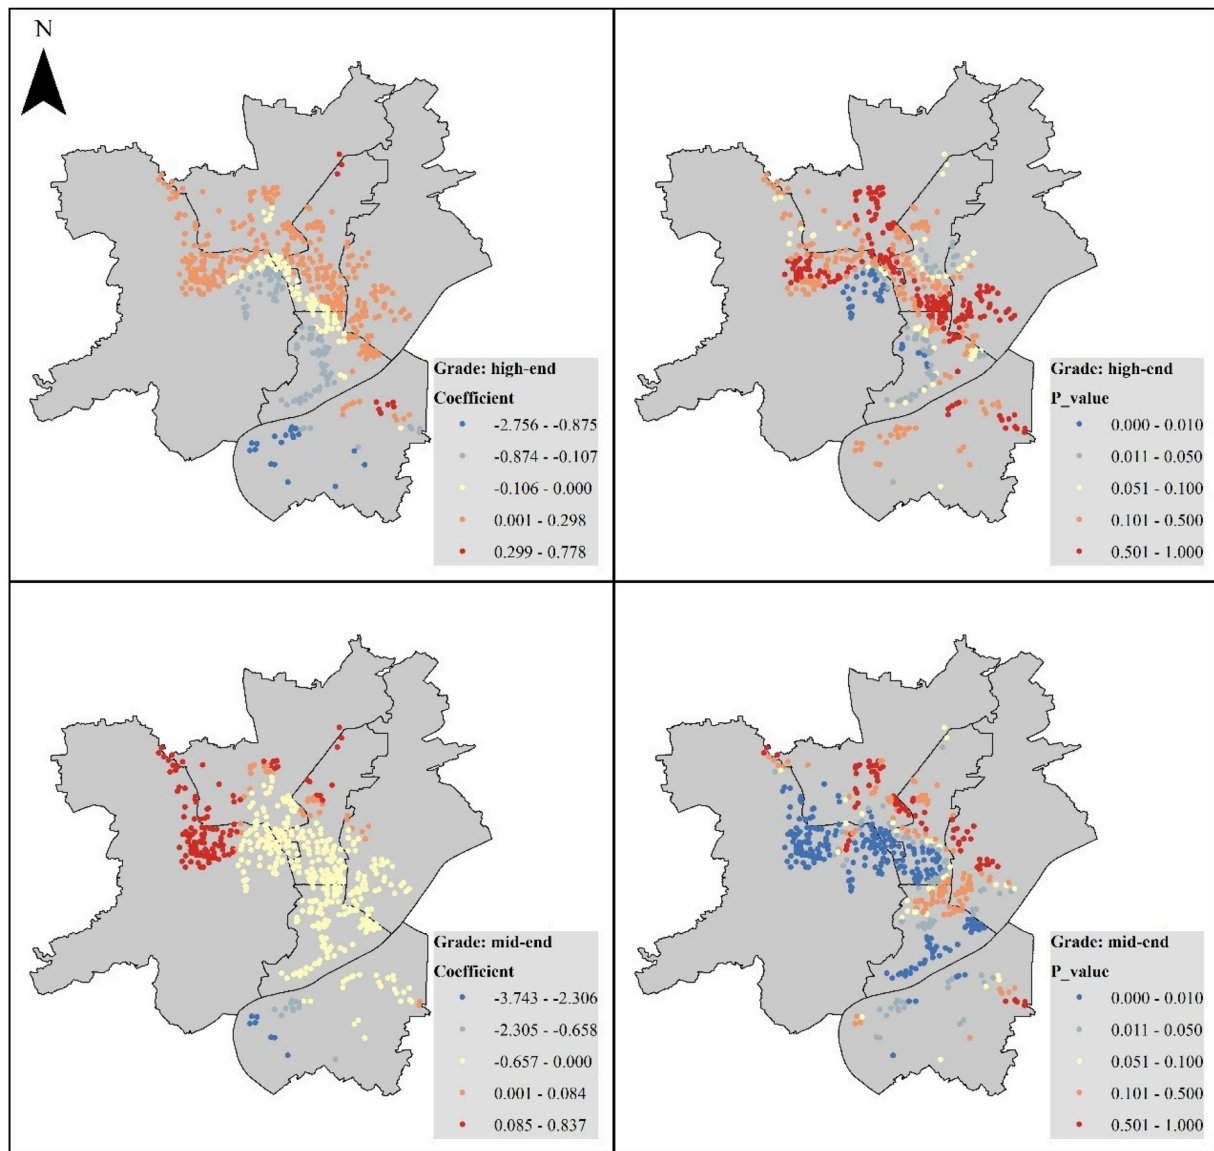 N
Grade: high-end
Coefficient
-2.756 - -0.875
-0.874 - -0.107
-0.106 - 0.000
0.001 - 0.298
0.299 - 0.778
Grade: high-end
P_value
0.000 - 0.010
0.011 - 0.050
0.051 - 0.100
0.101 - 0.500
0.501 - 1.000
Grade: mid-end
Coefficient
-3.743 - -2.306
-2.305 - -0.658
-0.657 - 0.000
0.001 - 0.084
0.085 - 0.837
Grade: mid-end
P_value
0.000 - 0.010
0.011 - 0.050
0.051 - 0.100
0.101 - 0.500
0.501 - 1.000